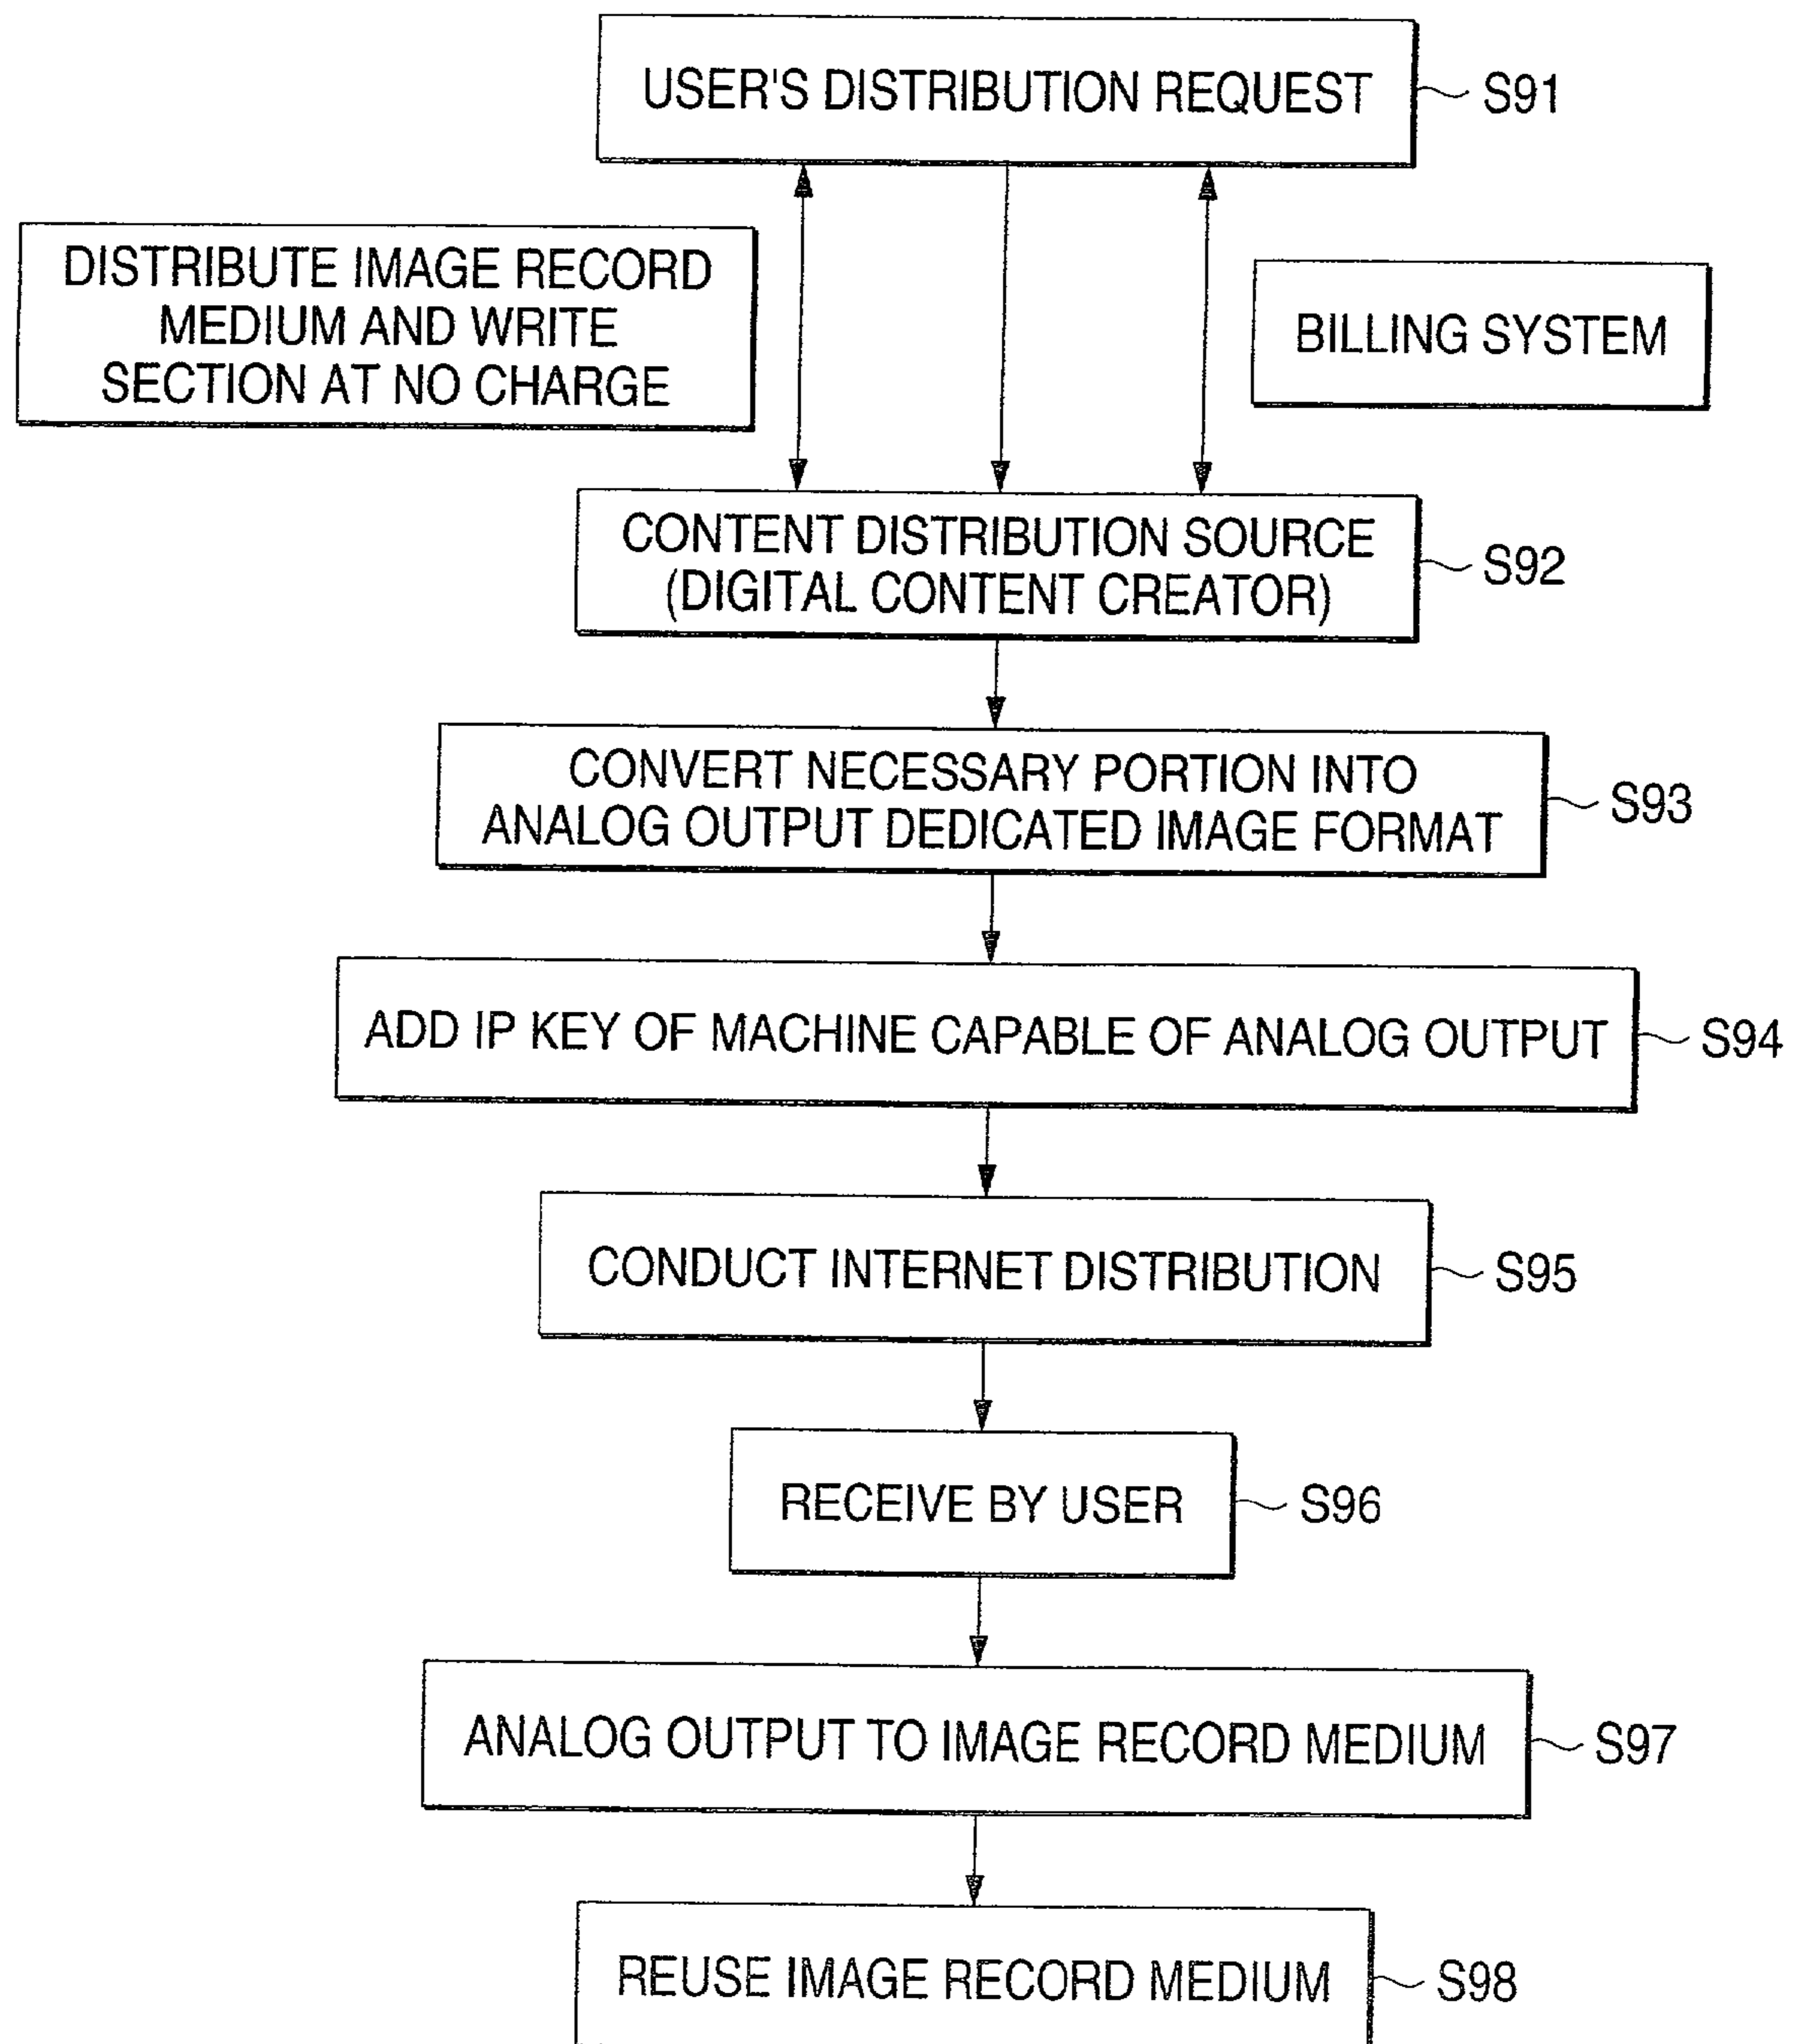 USER'S DISTRIBUTION REQUEST
S91
DISTRIBUTE IMAGE RECORD
MEDIUM AND WRITE
SECTION AT NO CHARGE
BILLING SYSTEM
CONTENT DISTRIBUTION SOURCE
(DIGITAL CONTENT CREATOR)
S92
CONVERT NECESSARY PORTION INTO
ANALOG OUTPUT DEDICATED IMAGE FORMAT
S93
ADD IP KEY OF MACHINE CAPABLE OF ANALOG OUTPUT
S94
CONDUCT INTERNET DISTRIBUTION
S95
RECEIVE BY USER
S96
ANALOG OUTPUT TO IMAGE RECORD MEDIUM
S97
REUSE IMAGE RECORD MEDIUM
S98